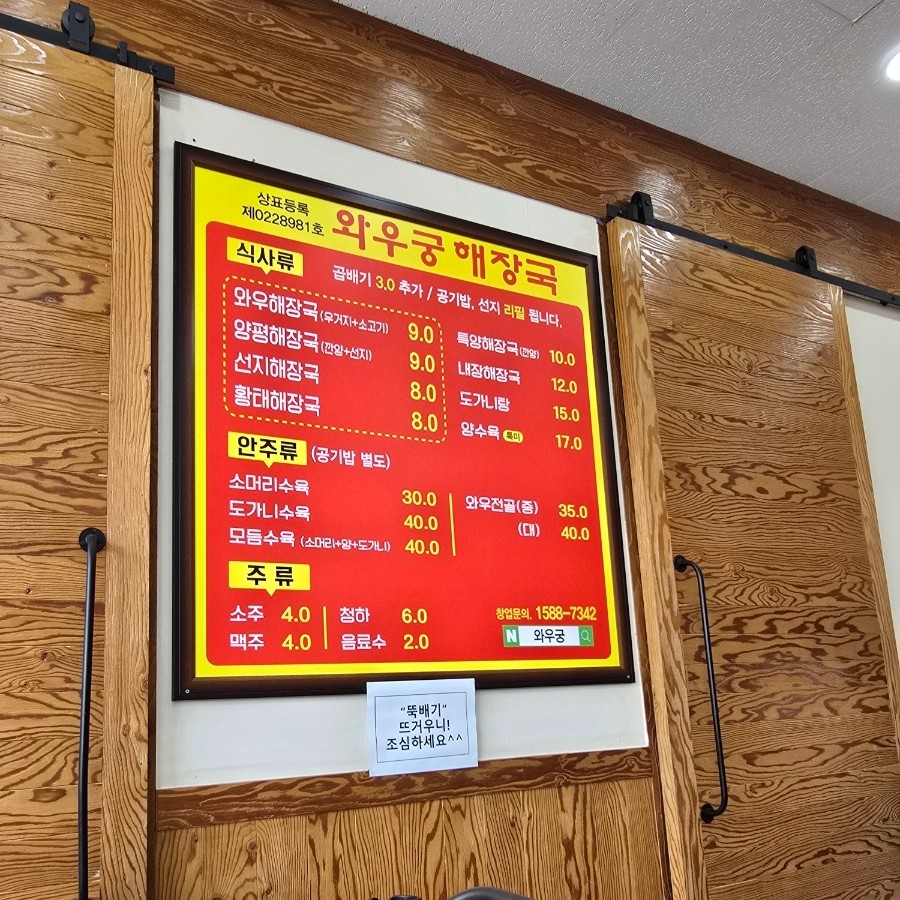 상표등록
제0228981호
와우궁해장국
식사류
곱배기 3.0 추가 / 공기밥, 선지 리필 됩니다.
와우해장국(우거지+소고기) 9.0
양평해장국(깐양+선지) 9.0
선지해장국 8.0
황태해장국 8.0
특양해장국(깐양) 10.0
내장해장국 12.0
도가니탕 15.0
양수육 특미 17.0
안주류 (공기밥 별도)
소머리수육 30.0
도가니수육 40.0
모듬수육 (소머리+양+도가니) 40.0
와우전골(중) 35.0
(대) 40.0
주류
소주 4.0
맥주 4.0
청하 6.0
음료수 2.0
창업문의. 1588-7342
N 와우궁
"뚝배기"
뜨거우니!
조심하세요^^